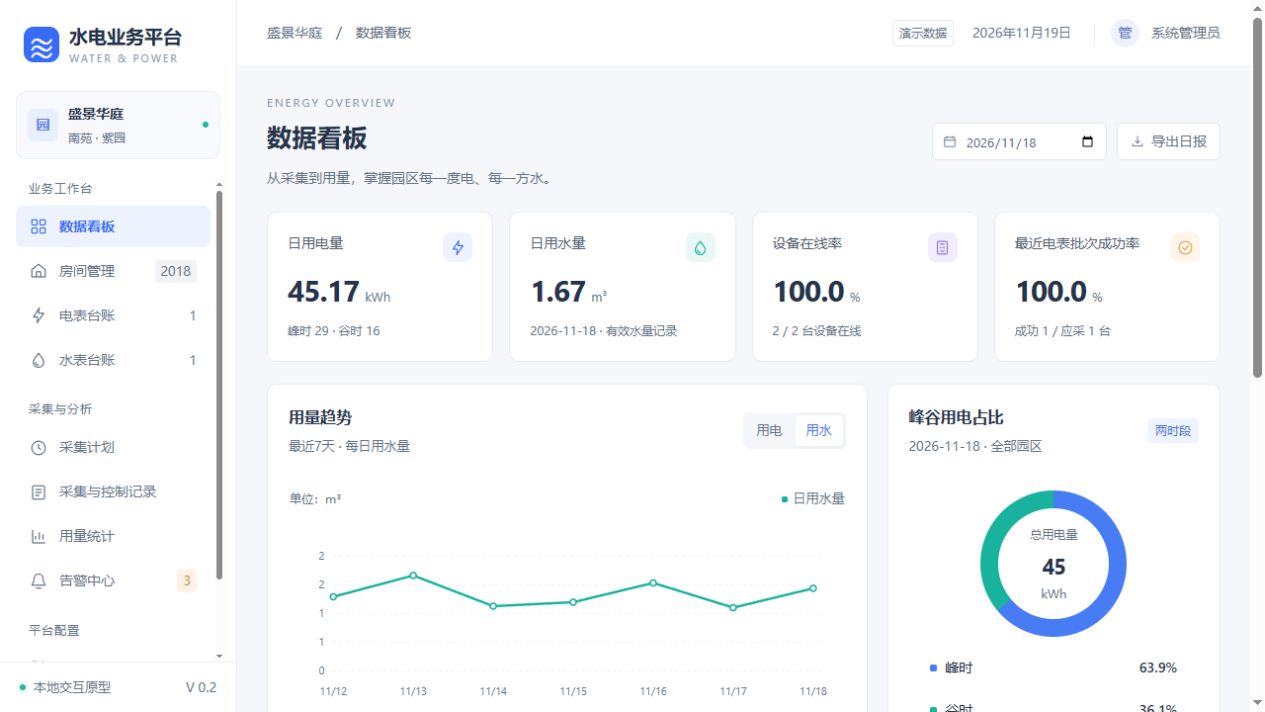 水电业务平台
WATER & POWER
园
盛景华庭
南苑 · 紫园
业务工作台
数据看板
房间管理 2018
电表台账 1
水表台账 1
采集与分析
采集计划
采集与控制记录
用量统计
告警中心 3
平台配置
本地交互原型 V 0.2
盛景华庭 / 数据看板
演示数据 2026年11月19日 管 系统管理员
ENERGY OVERVIEW
数据看板
从采集到用量，掌握园区每一度电、每一方水。
2026/11/18 导出日报
日用电量
45.17 kWh
峰时 29 · 谷时 16
日用水量
1.67 m³
2026-11-18 · 有效水量记录
设备在线率
100.0 %
2 / 2 台设备在线
最近电表批次成功率
100.0 %
成功 1 / 应采 1 台
用量趋势
最近7天 · 每日用水量
用电 用水
单位：m³ 日用水量
2
2
1
1
0
11/12 11/13 11/14 11/15 11/16 11/17 11/18
峰谷用电占比
2026-11-18 · 全部园区
两时段
总用电量
45
kWh
峰时 63.9%
谷时 36.1%